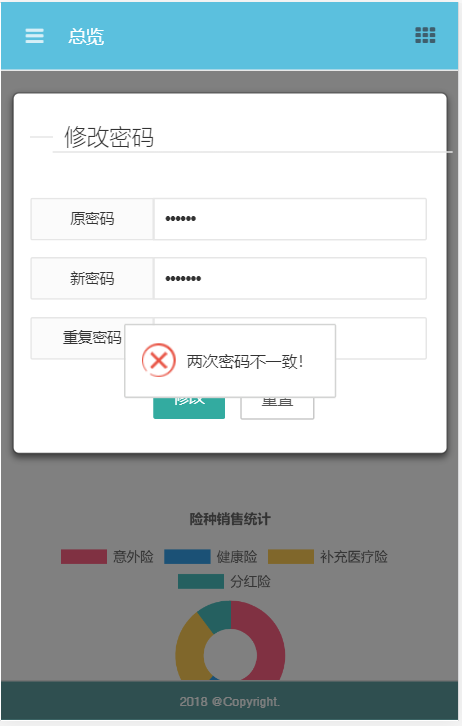 总览
修改密码
原密码 ••••••
新密码 •••••••
重复密码
两次密码不一致!
修改 重置
险种销售统计
意外险 健康险 补充医疗险
分红险
2018 @Copyright.